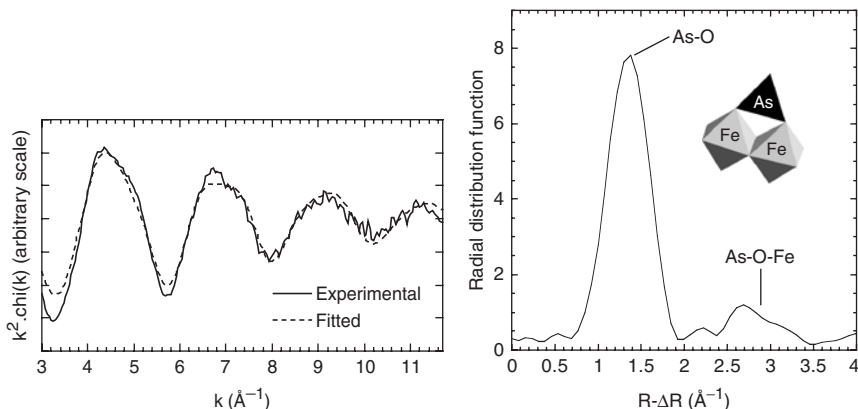 k².chi(k) (arbitrary scale)
Experimental
Fitted
3 4 5 6 7 8 9 10 11
k (Å⁻¹)
Radial distribution function
8
6
4
2
0
As-O
As
Fe Fe
As-O-Fe
0 0.5 1 1.5 2 2.5 3 3.5 4
R-ΔR (Å⁻¹)